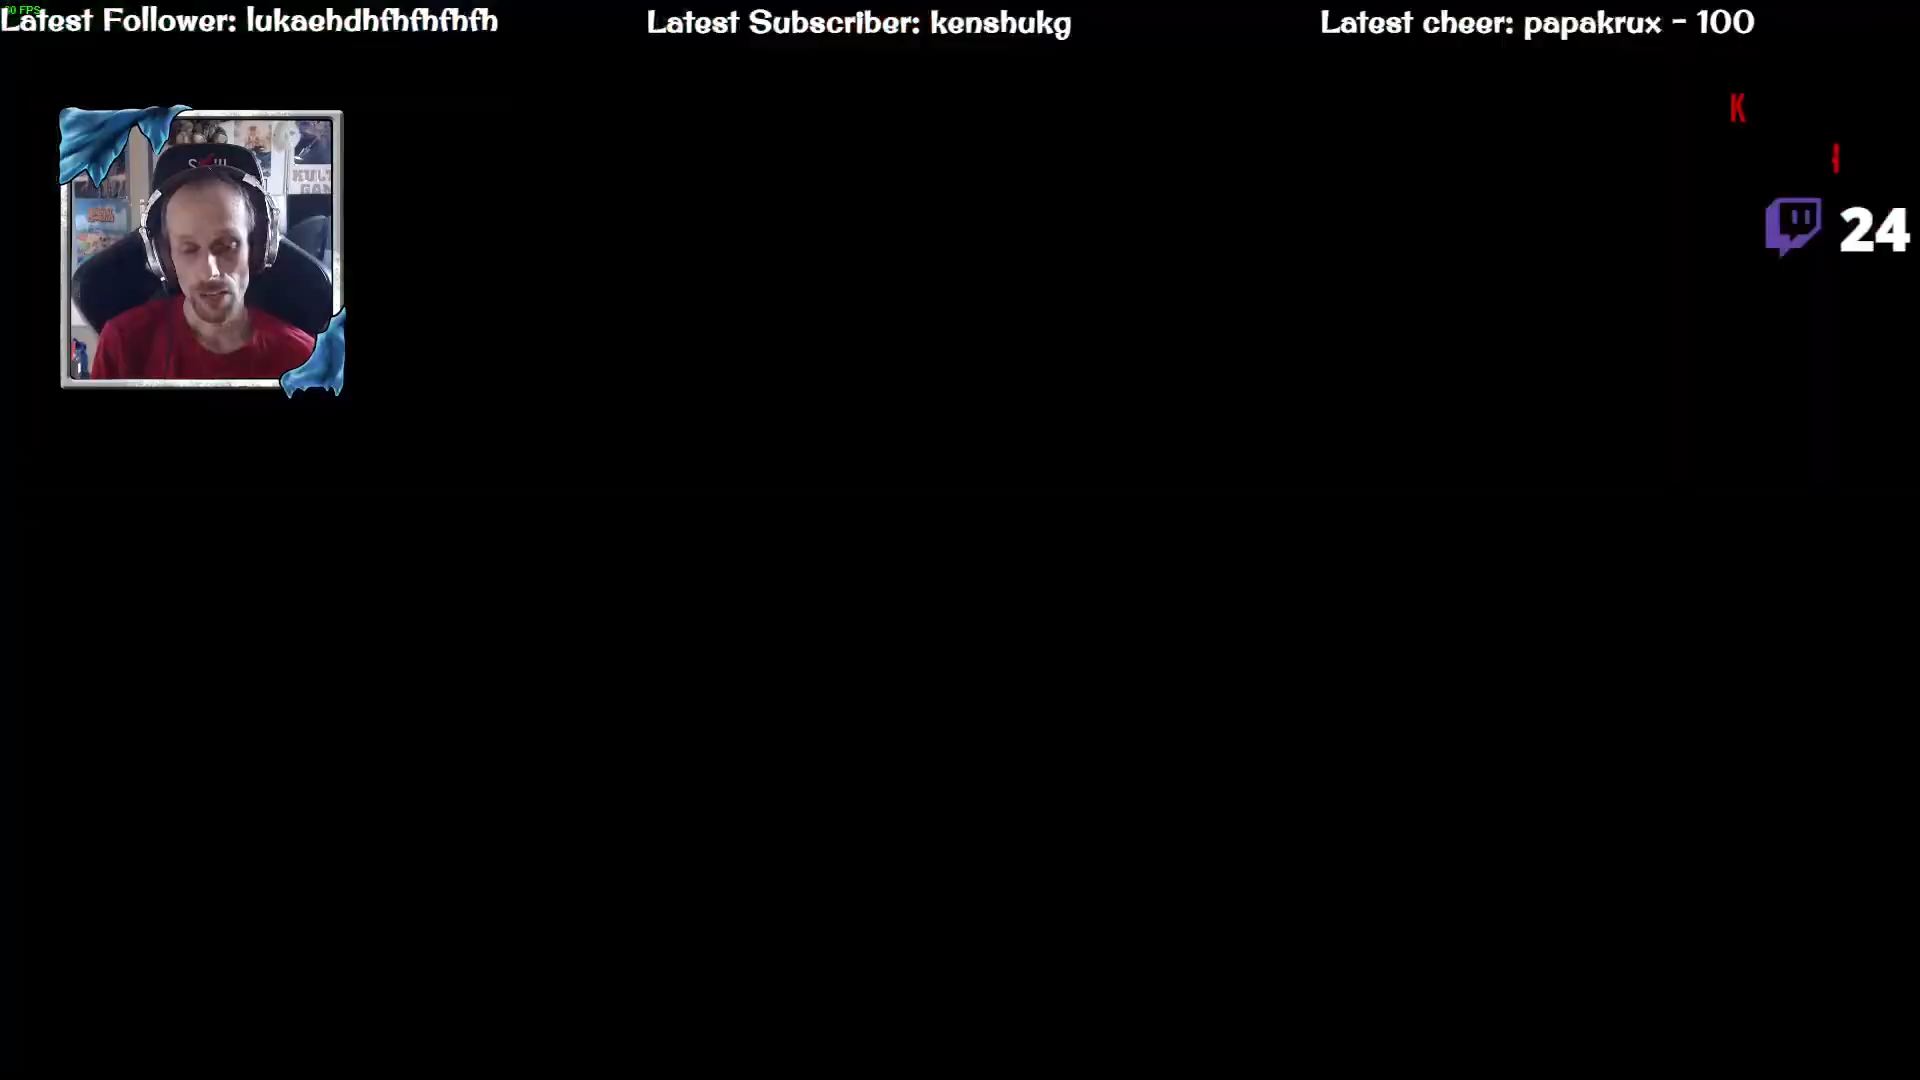 Latest Follower: lukaehdhfhfhfhfh
Latest Subscriber: kenshukg
Latest cheer: papakrux - 100
K
24